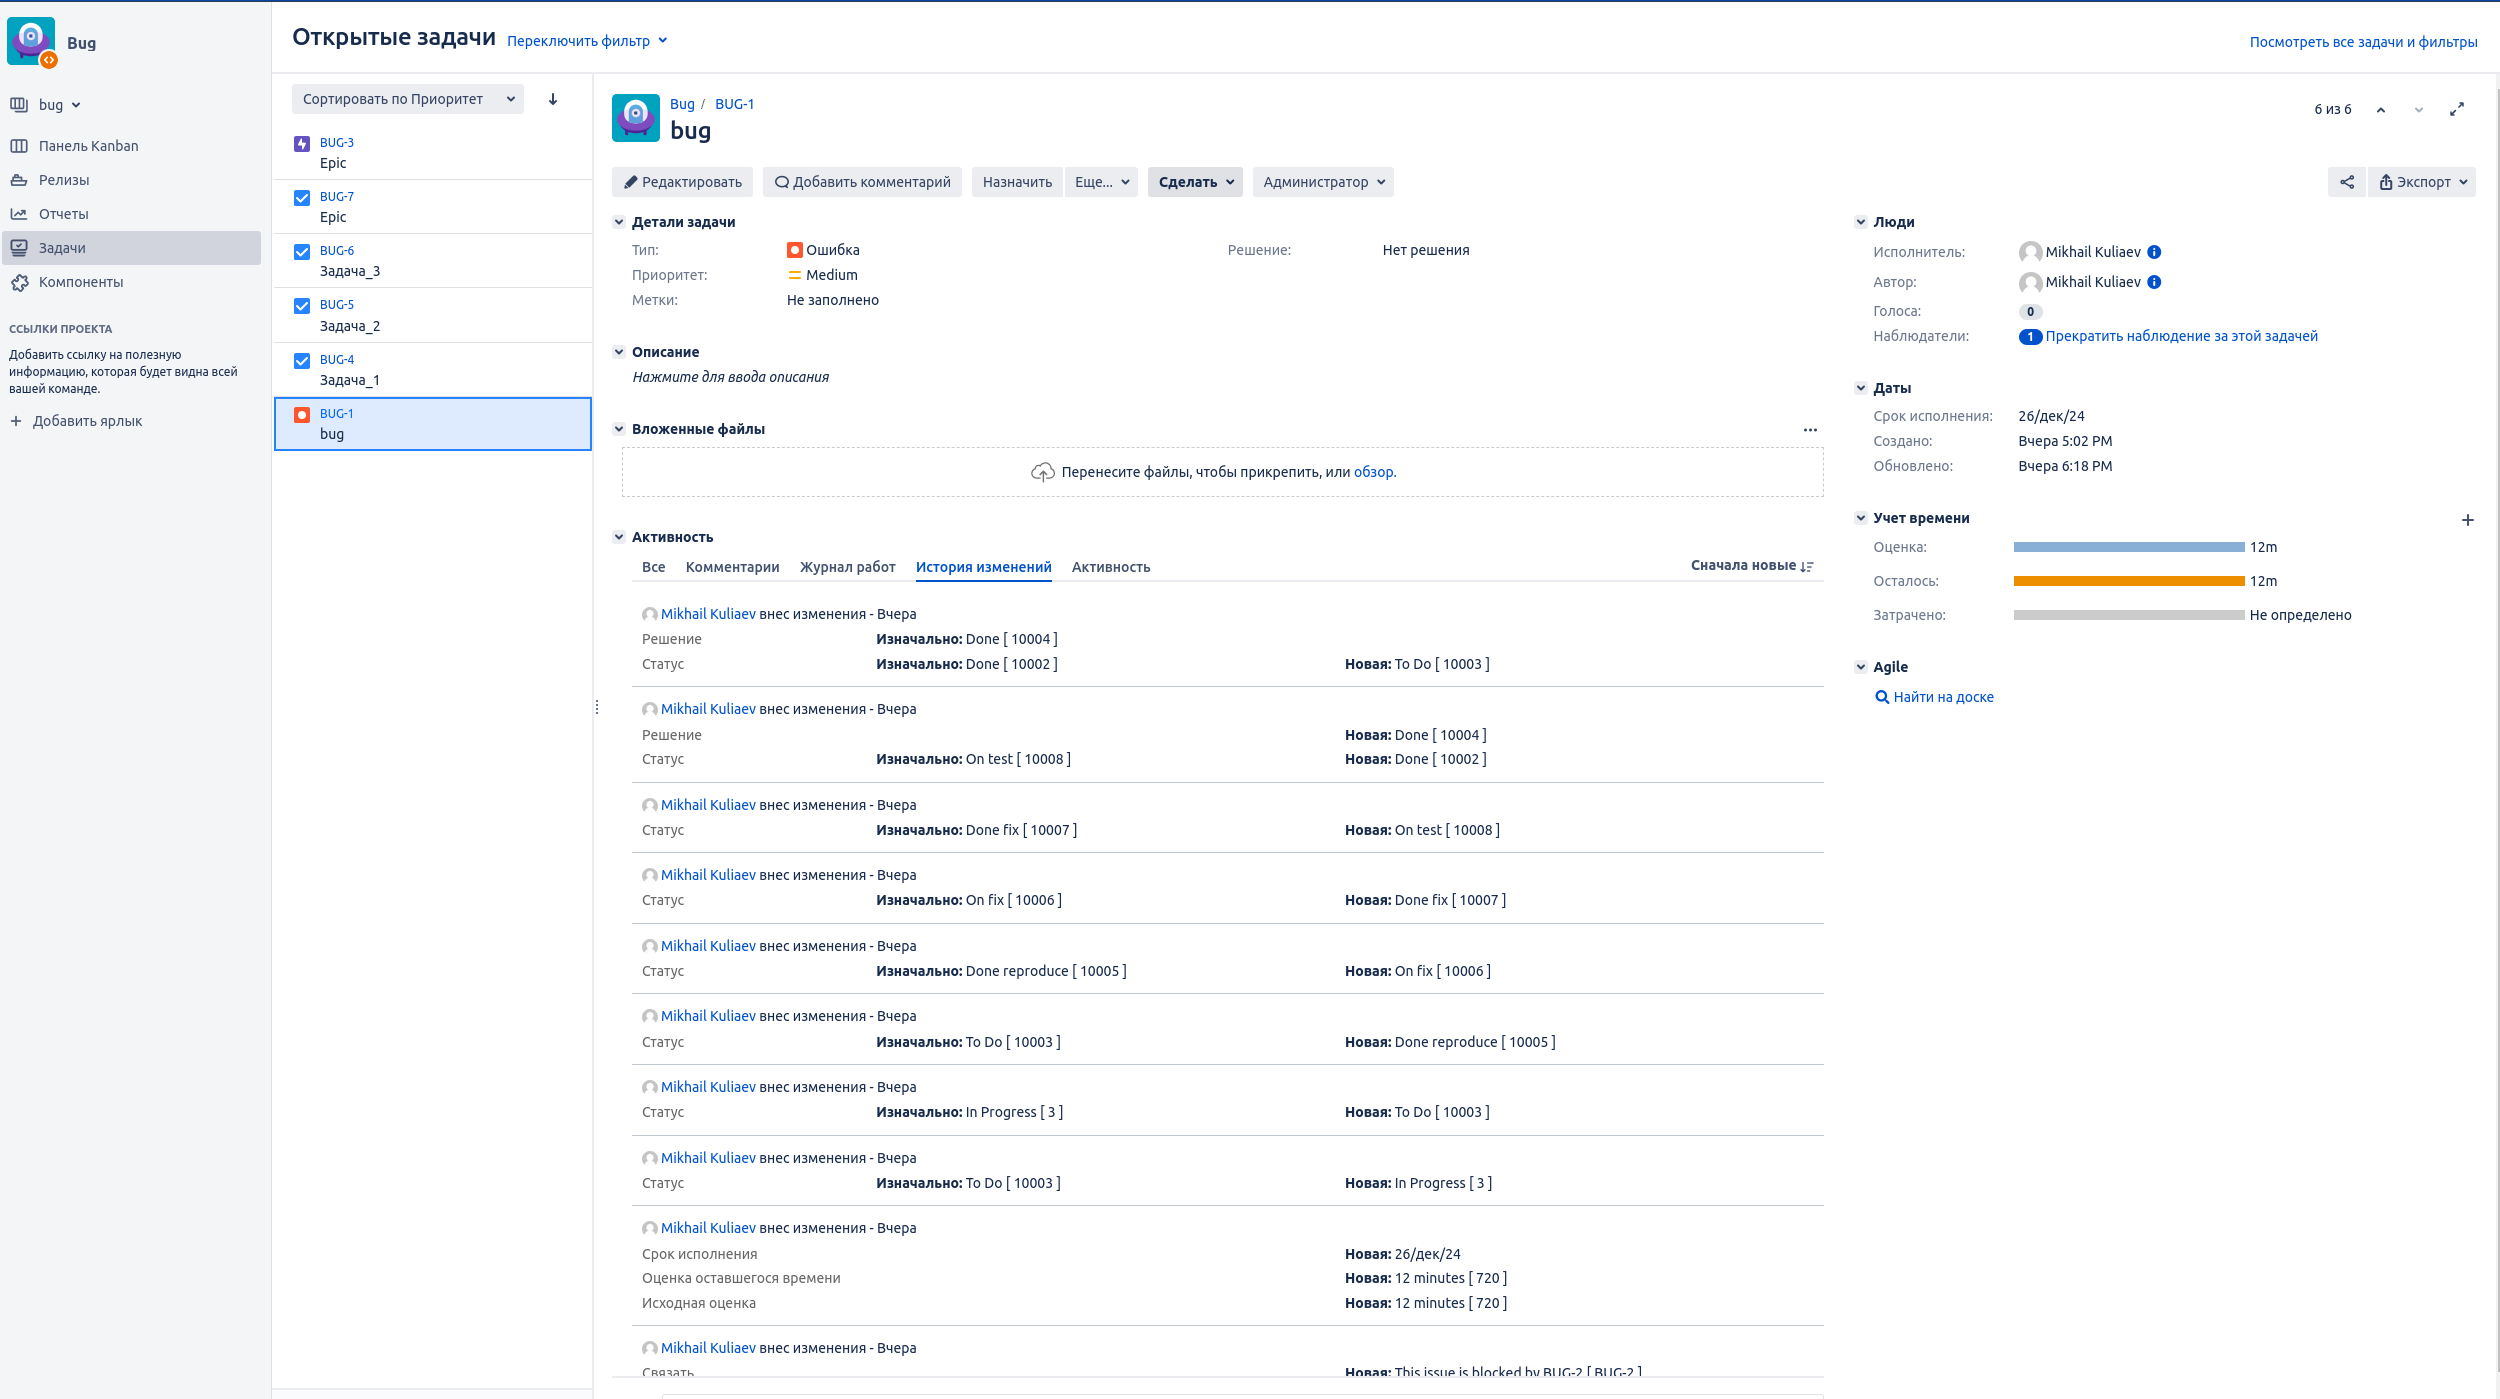 Bug
bug
Панель Kanban
Релизы
Отчеты
Задачи
Компоненты
ССЫЛКИ ПРОЕКТА
Добавить ссылку на полезную
информацию, которая будет видна всей
вашей команде.
+ Добавить ярлык
Открытые задачи Переключить фильтр
Посмотреть все задачи и фильтры
Сортировать по Приоритет
BUG-3
Epic
BUG-7
Epic
BUG-6
Задача_3
BUG-5
Задача_2
BUG-4
Задача_1
BUG-1
bug
Bug / BUG-1
bug
6 из 6
Редактировать Добавить комментарий Назначить Еще... Сделать Администратор Экспорт
Детали задачи
Тип: Ошибка Решение: Нет решения
Приоритет: Medium
Метки: Не заполнено
Описание
Нажмите для ввода описания
Вложенные файлы
Перенесите файлы, чтобы прикрепить, или обзор.
Активность
Все Комментарии Журнал работ История изменений Активность Сначала новые
Mikhail Kuliaev внес изменения - Вчера
Решение Изначально: Done [ 10004 ]
Статус Изначально: Done [ 10002 ] Новая: To Do [ 10003 ]
Mikhail Kuliaev внес изменения - Вчера
Решение Новая: Done [ 10004 ]
Статус Изначально: On test [ 10008 ] Новая: Done [ 10002 ]
Mikhail Kuliaev внес изменения - Вчера
Статус Изначально: Done fix [ 10007 ] Новая: On test [ 10008 ]
Mikhail Kuliaev внес изменения - Вчера
Статус Изначально: On fix [ 10006 ] Новая: Done fix [ 10007 ]
Mikhail Kuliaev внес изменения - Вчера
Статус Изначально: Done reproduce [ 10005 ] Новая: On fix [ 10006 ]
Mikhail Kuliaev внес изменения - Вчера
Статус Изначально: To Do [ 10003 ] Новая: Done reproduce [ 10005 ]
Mikhail Kuliaev внес изменения - Вчера
Статус Изначально: In Progress [ 3 ] Новая: To Do [ 10003 ]
Mikhail Kuliaev внес изменения - Вчера
Статус Изначально: To Do [ 10003 ] Новая: In Progress [ 3 ]
Mikhail Kuliaev внес изменения - Вчера
Срок исполнения Новая: 26/дек/24
Оценка оставшегося времени Новая: 12 minutes [ 720 ]
Исходная оценка Новая: 12 minutes [ 720 ]
Mikhail Kuliaev внес изменения - Вчера
Связать Новая: This issue is blocked by BUG-2 [ BUG-2 ]
Люди
Исполнитель: Mikhail Kuliaev
Автор: Mikhail Kuliaev
Голоса: 0
Наблюдатели: 1 Прекратить наблюдение за этой задачей
Даты
Срок исполнения: 26/дек/24
Создано: Вчера 5:02 PM
Обновлено: Вчера 6:18 PM
Учет времени
Оценка: 12m
Осталось: 12m
Затрачено: Не определено
Agile
Найти на доске